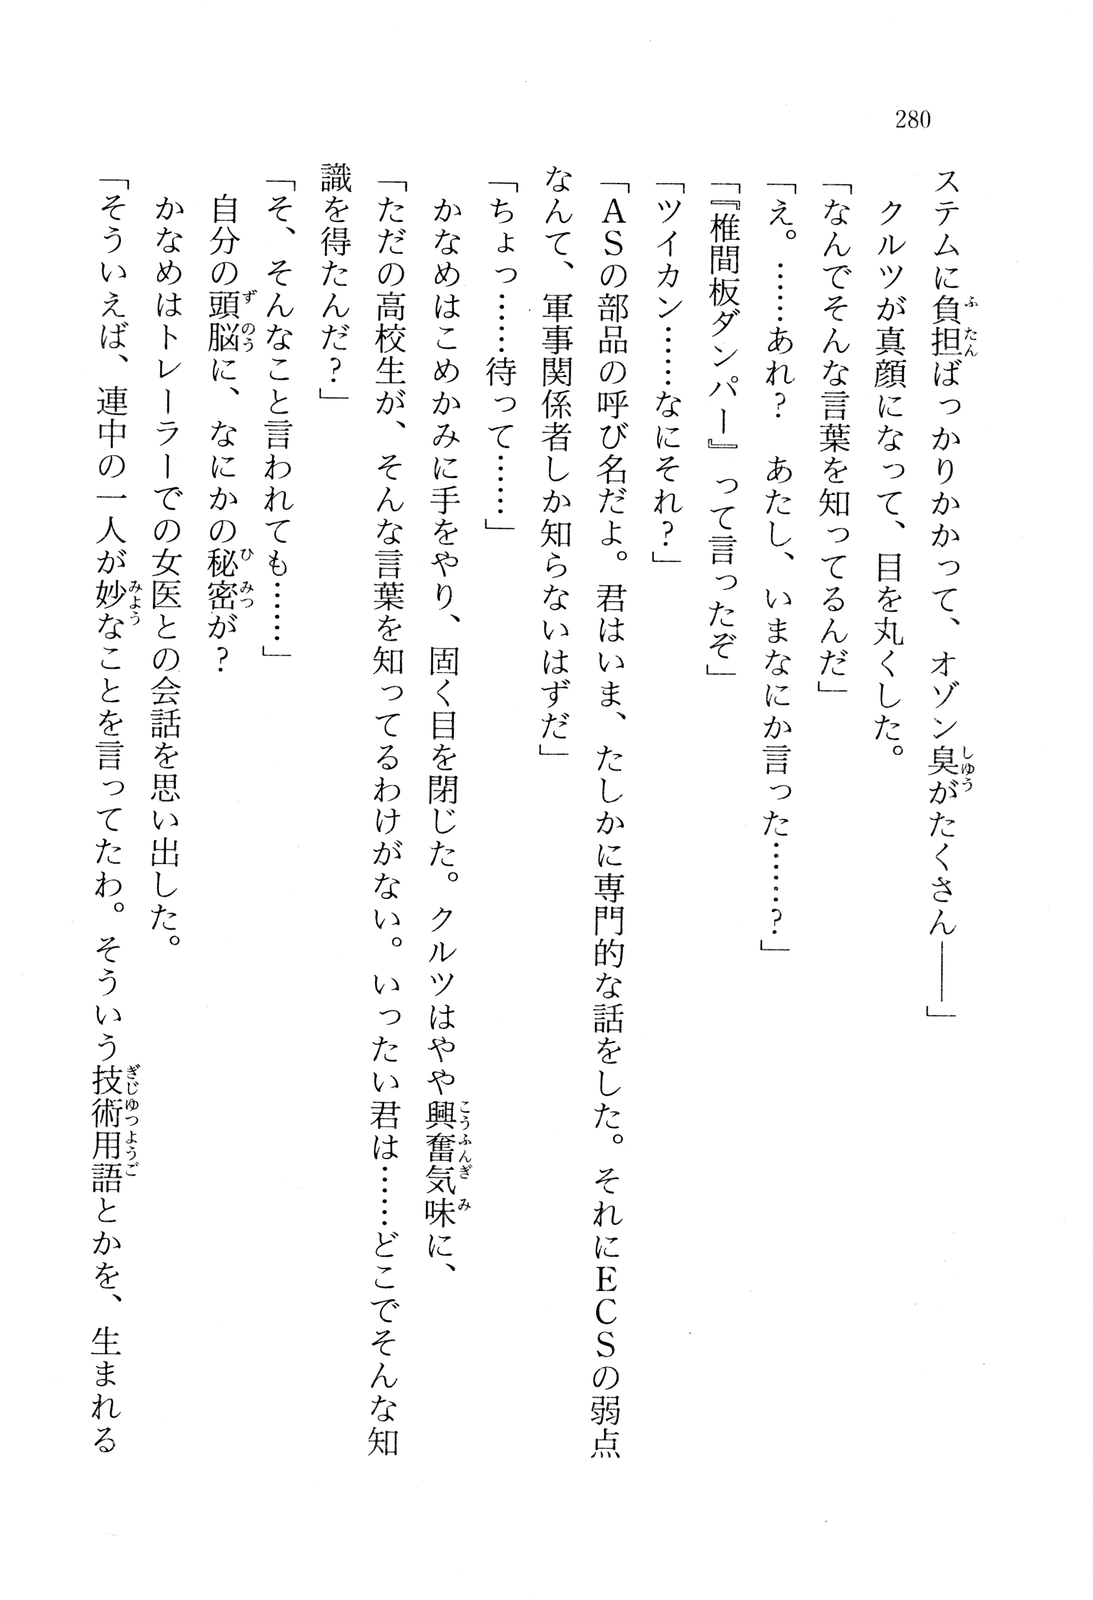 280
ステムに負担ばっかりかかって、オゾン臭がたくさん――」
クルツが真顔になって、目を丸くした。
「なんでそんな言葉を知ってるんだ」
「え。……あれ？　あたし、いまなにか言った……？」
「『椎間板ダンパー』って言ったぞ」
「ツイカン……なにそれ？」
「ＡＳの部品の呼び名だよ。君はいま、たしかに専門的な話をした。それにＥＣＳの弱点
なんて、軍事関係者しか知らないはずだ」
「ちょっ……待って……」
かなめはこめかみに手をやり、固く目を閉じた。クルツはやや興奮気味に、
「ただの高校生が、そんな言葉を知ってるわけがない。いったい君は……どこでそんな知
識を得たんだ？」
「そ、そんなこと言われても……」
自分の頭脳に、なにかの秘密が？
かなめはトレーラーでの女医との会話を思い出した。
「そういえば、連中の一人が妙なことを言ってたわ。そういう技術用語とかを、生まれる